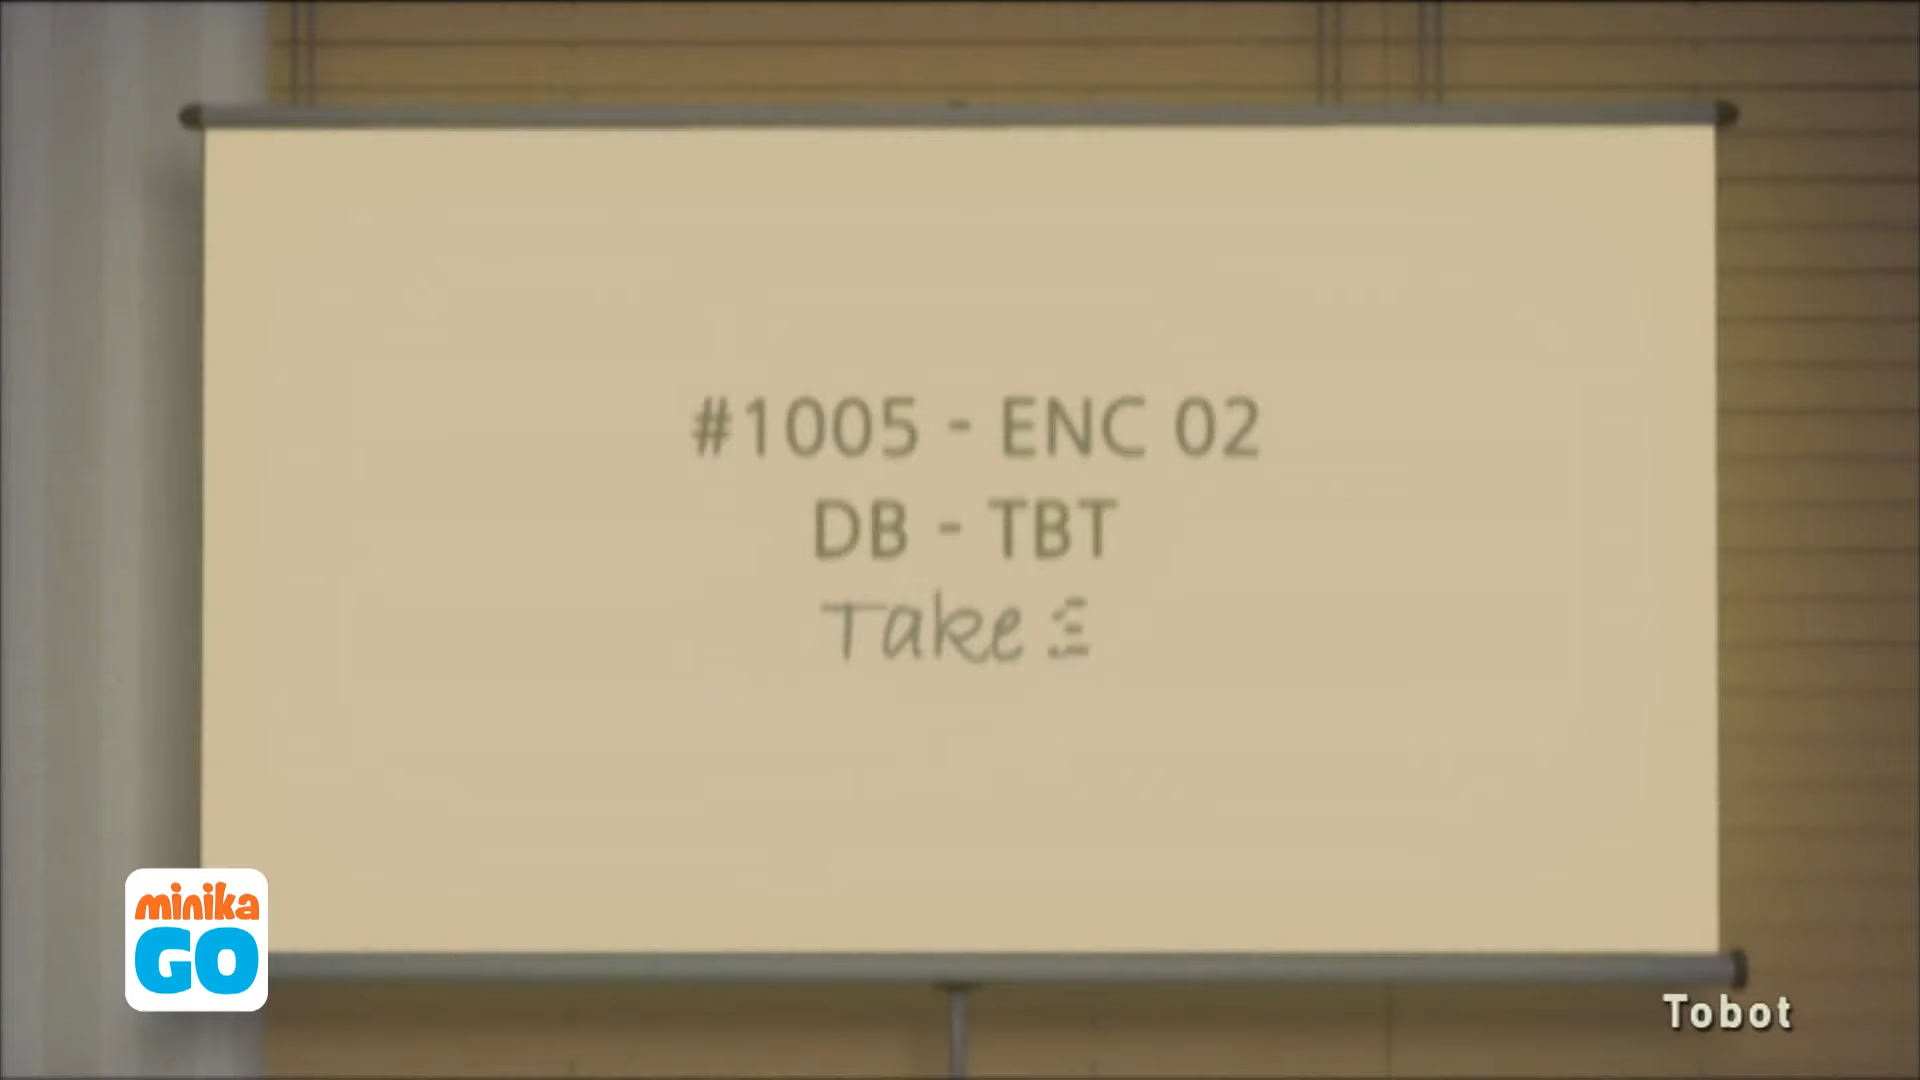 #1005 - ENC 02
DB - TBT
Take
minika
GO
Tobot